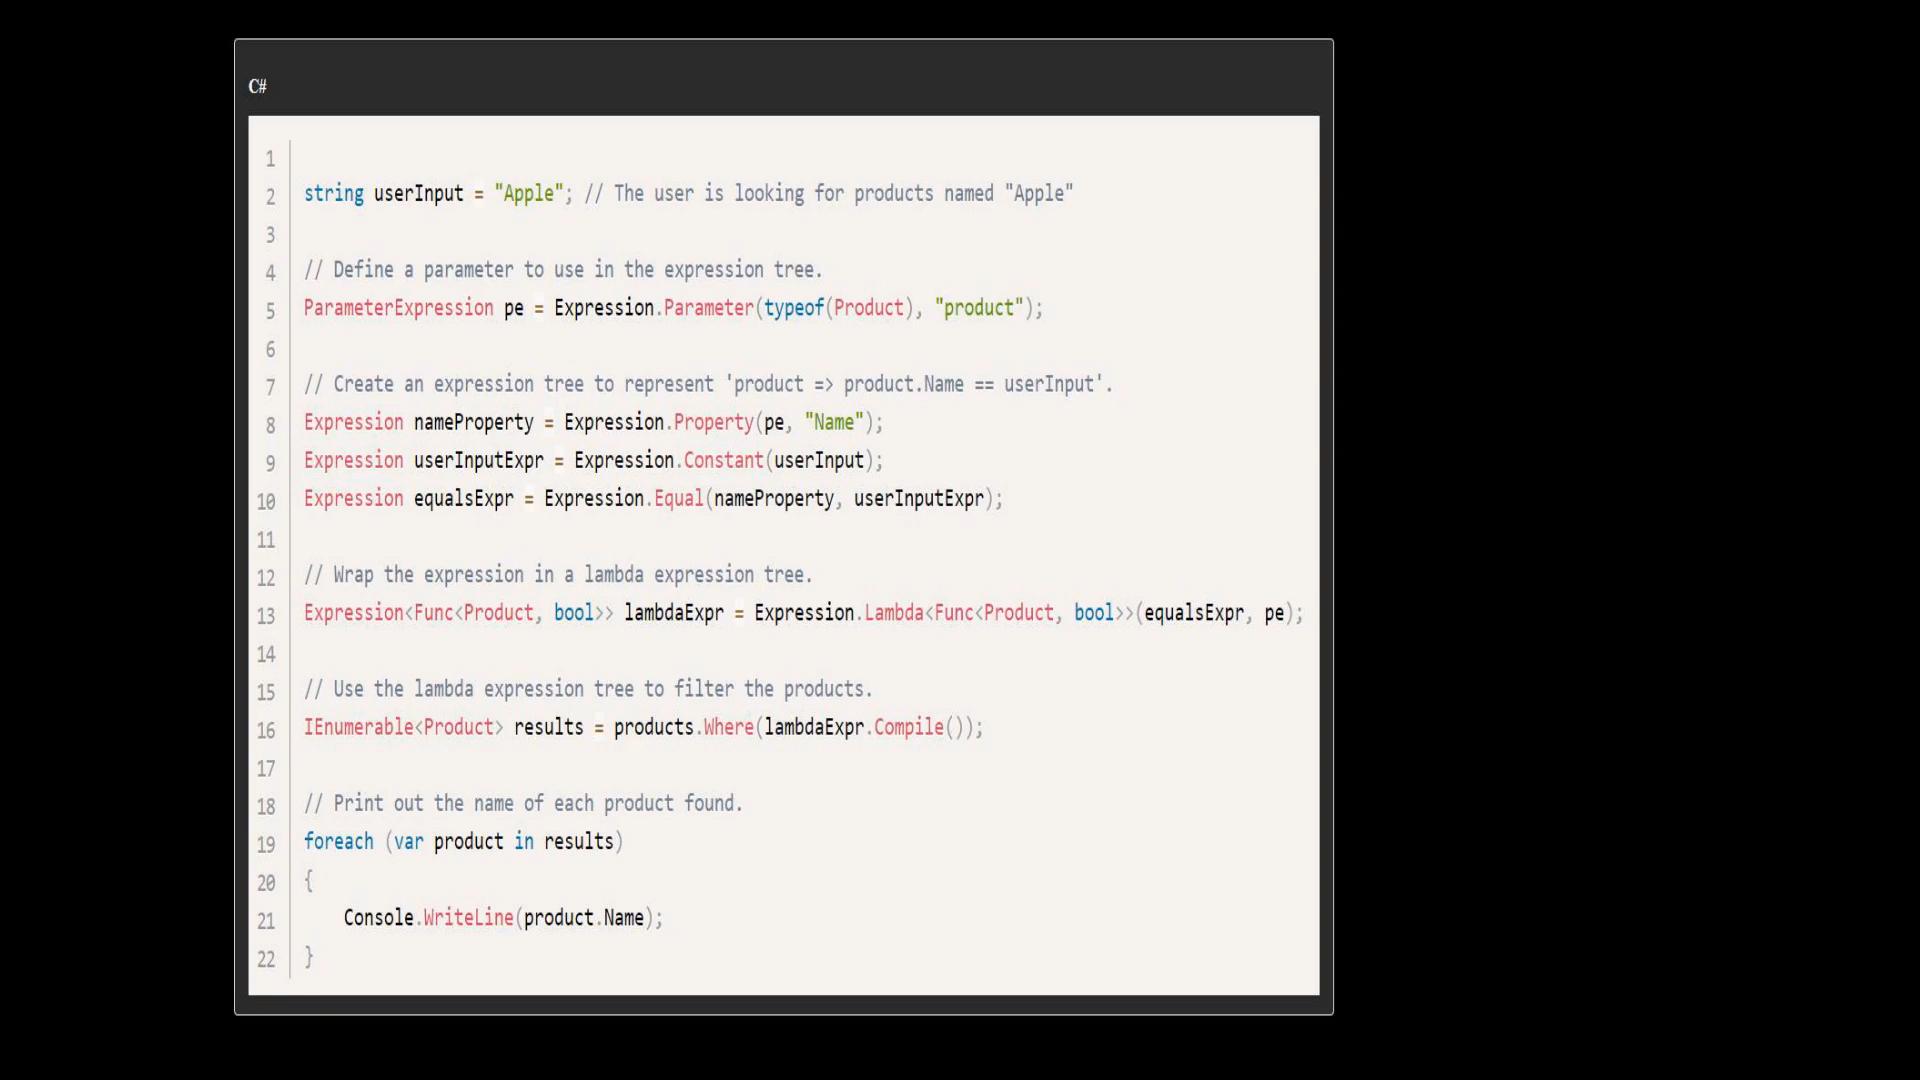 C#
1
2 string userInput = "Apple"; // The user is looking for products named "Apple"
3
4 // Define a parameter to use in the expression tree.
5 ParameterExpression pe = Expression.Parameter(typeof(Product), "product");
6
7 // Create an expression tree to represent 'product => product.Name == userInput'.
8 Expression nameProperty = Expression.Property(pe, "Name");
9 Expression userInputExpr = Expression.Constant(userInput);
10 Expression equalsExpr = Expression.Equal(nameProperty, userInputExpr);
11
12 // Wrap the expression in a lambda expression tree.
13 Expression<Func<Product, bool>> lambdaExpr = Expression.Lambda<Func<Product, bool>>(equalsExpr, pe);
14
15 // Use the lambda expression tree to filter the products.
16 IEnumerable<Product> results = products.Where(lambdaExpr.Compile());
17
18 // Print out the name of each product found.
19 foreach (var product in results)
20 {
21     Console.WriteLine(product.Name);
22 }